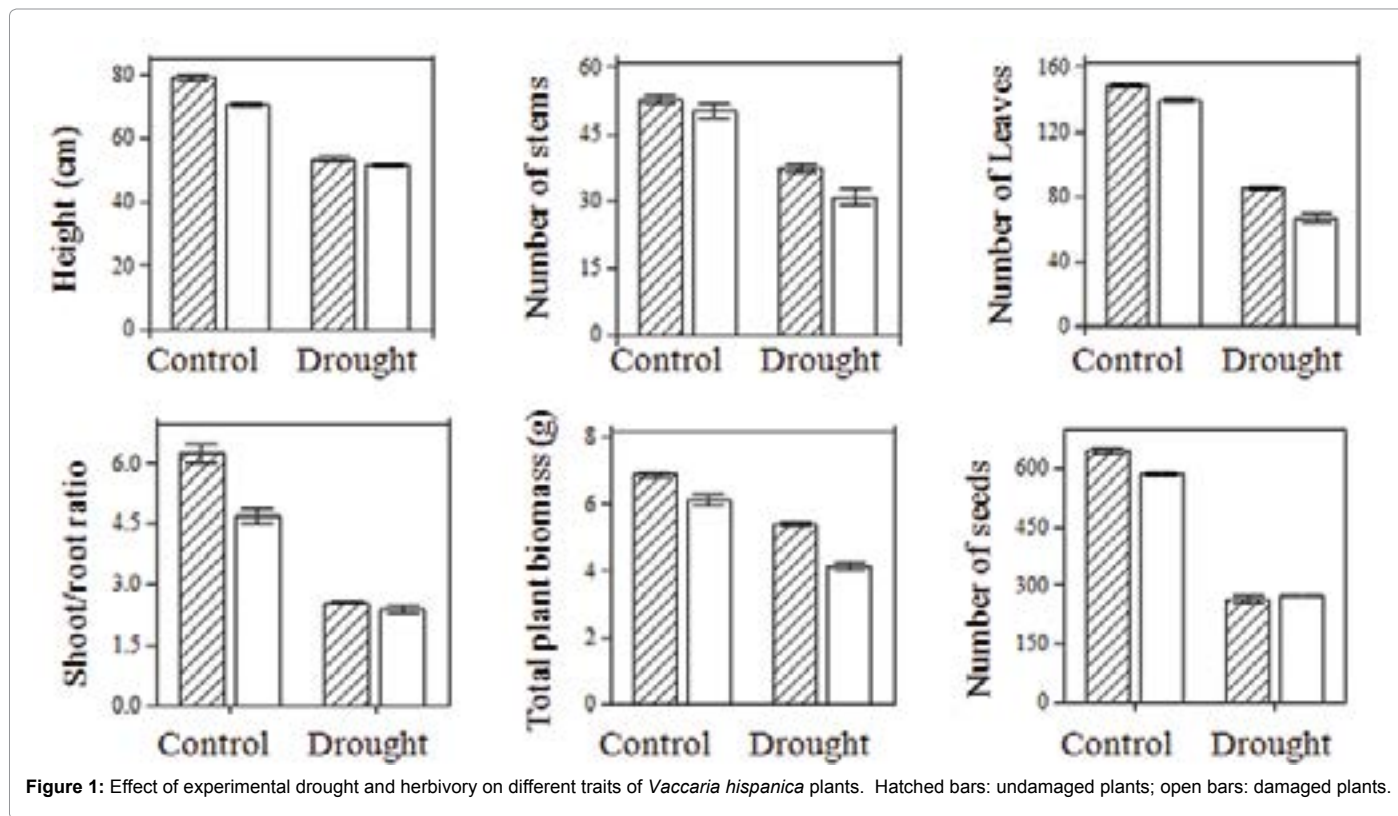 Height (cm)
80
60
40
20
0
Control Drought
Number of stems
60
45
30
15
0
Control Drought
Number of Leaves
160
120
80
40
0
Control Drought
Shoot/root ratio
6.0
4.5
3.0
1.5
0.0
Control Drought
Total plant biomass (g)
8
6
4
2
0
Control Drought
Number of seeds
600
450
300
150
0
Control Drought
Figure 1: Effect of experimental drought and herbivory on different traits of Vaccaria hispanica plants. Hatched bars: undamaged plants; open bars: damaged plants.